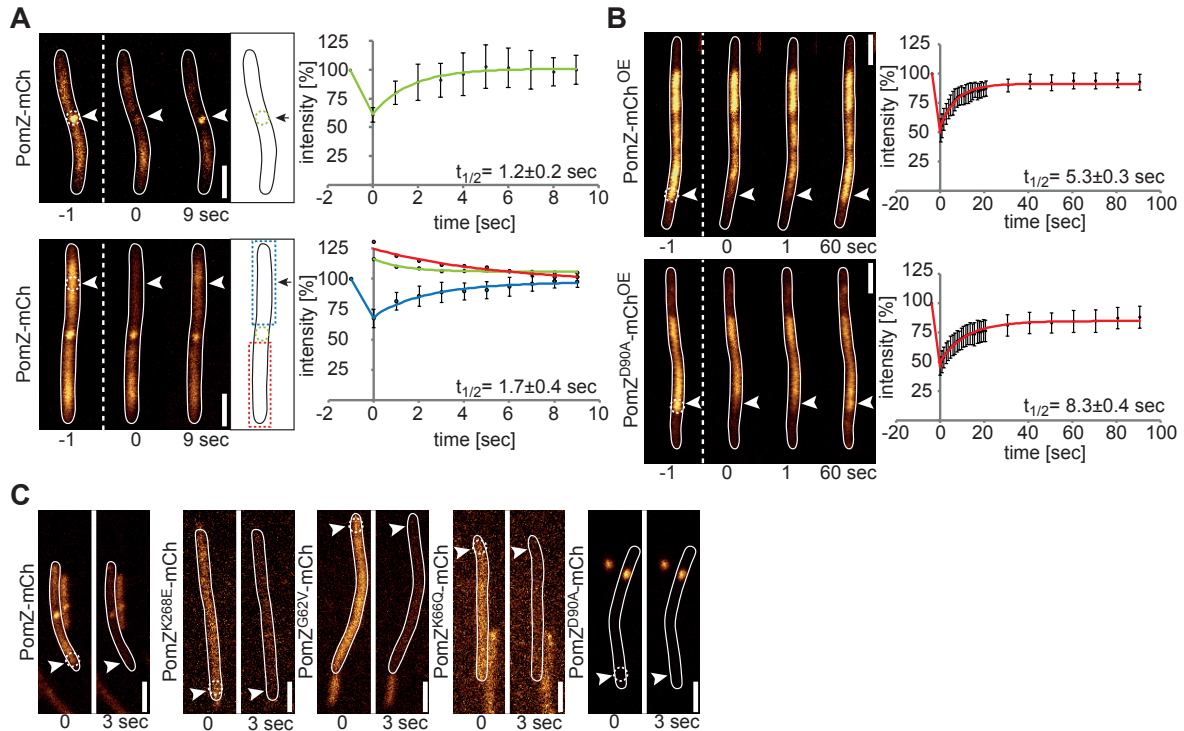 A
PomZ-mCh
-1
0
9 sec
intensity [%]
125
100
75
50
25
t1/2= 1.2±0.2 sec
-2
0
2
4
6
8
10
time [sec]
PomZ-mCh
-1
0
9 sec
intensity [%]
125
100
75
50
25
t1/2= 1.7±0.4 sec
-2
0
2
4
6
8
10
time [sec]
B
PomZ-mChOE
-1
0
1
60 sec
intensity [%]
125
100
75
50
25
t1/2= 5.3±0.3 sec
-20
0
20
40
60
80
100
time [sec]
PomZD90A-mChOE
-1
0
1
60 sec
intensity [%]
125
100
75
50
25
t1/2= 8.3±0.4 sec
-20
0
20
40
60
80
100
time [sec]
C
PomZ-mCh
0
3 sec
PomZK268E-mCh
0
3 sec
PomZG62V-mCh
0
3 sec
PomZK66Q-mCh
0
3 sec
PomZD90A-mCh
0
3 sec